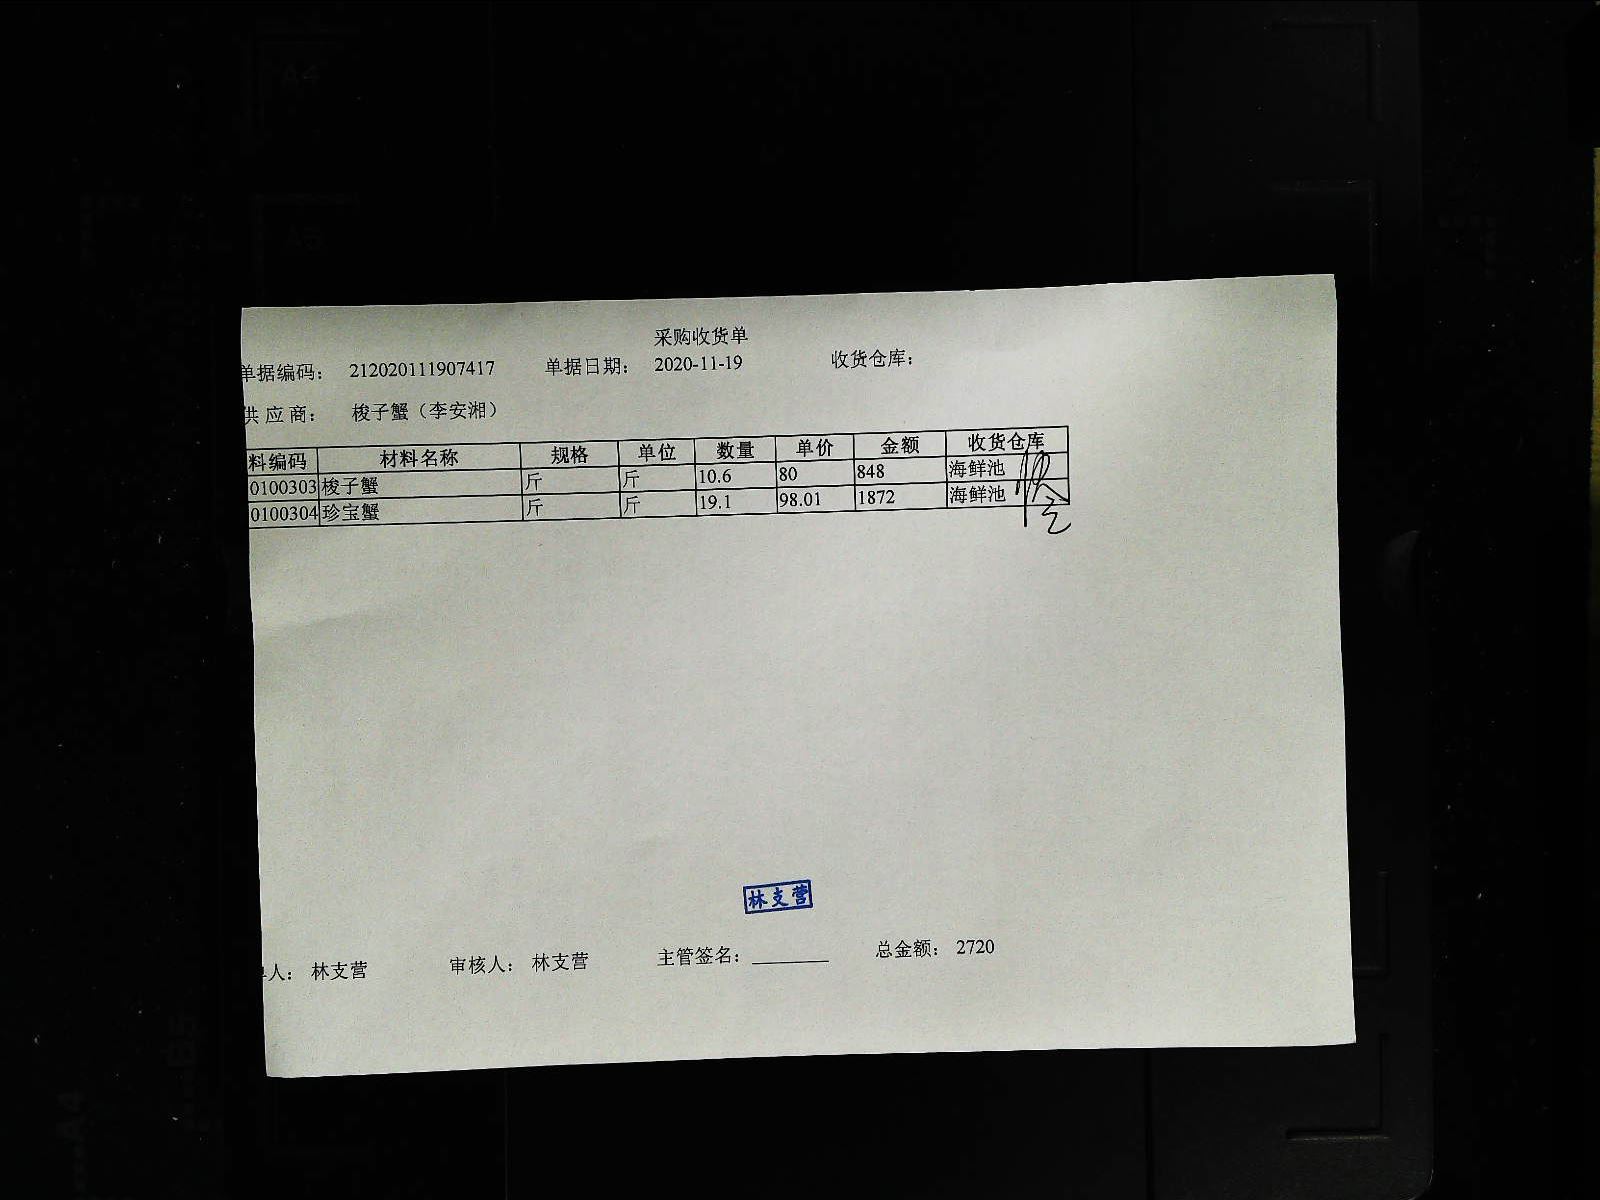 采购收货单
单据编码： 212020111907417 单据日期： 2020-11-19 收货仓库：
供应商： 梭子蟹（李安湘）
料编码 材料名称 规格 单位 数量 单价 金额 收货仓库
0100303 梭子蟹 斤 斤 10.6 80 848 海鲜池
0100304 珍宝蟹 斤 斤 19.1 98.01 1872 海鲜池
林支营
人： 林支营 审核人： 林支营 主管签名：________ 总金额： 2720